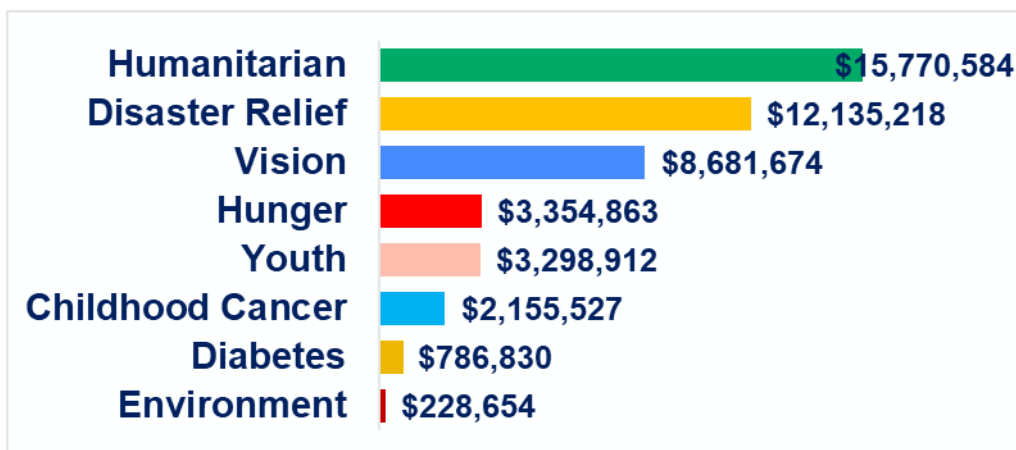 Humanitarian $15,770,584
Disaster Relief $12,135,218
Vision $8,681,674
Hunger $3,354,863
Youth $3,298,912
Childhood Cancer $2,155,527
Diabetes $786,830
Environment $228,654